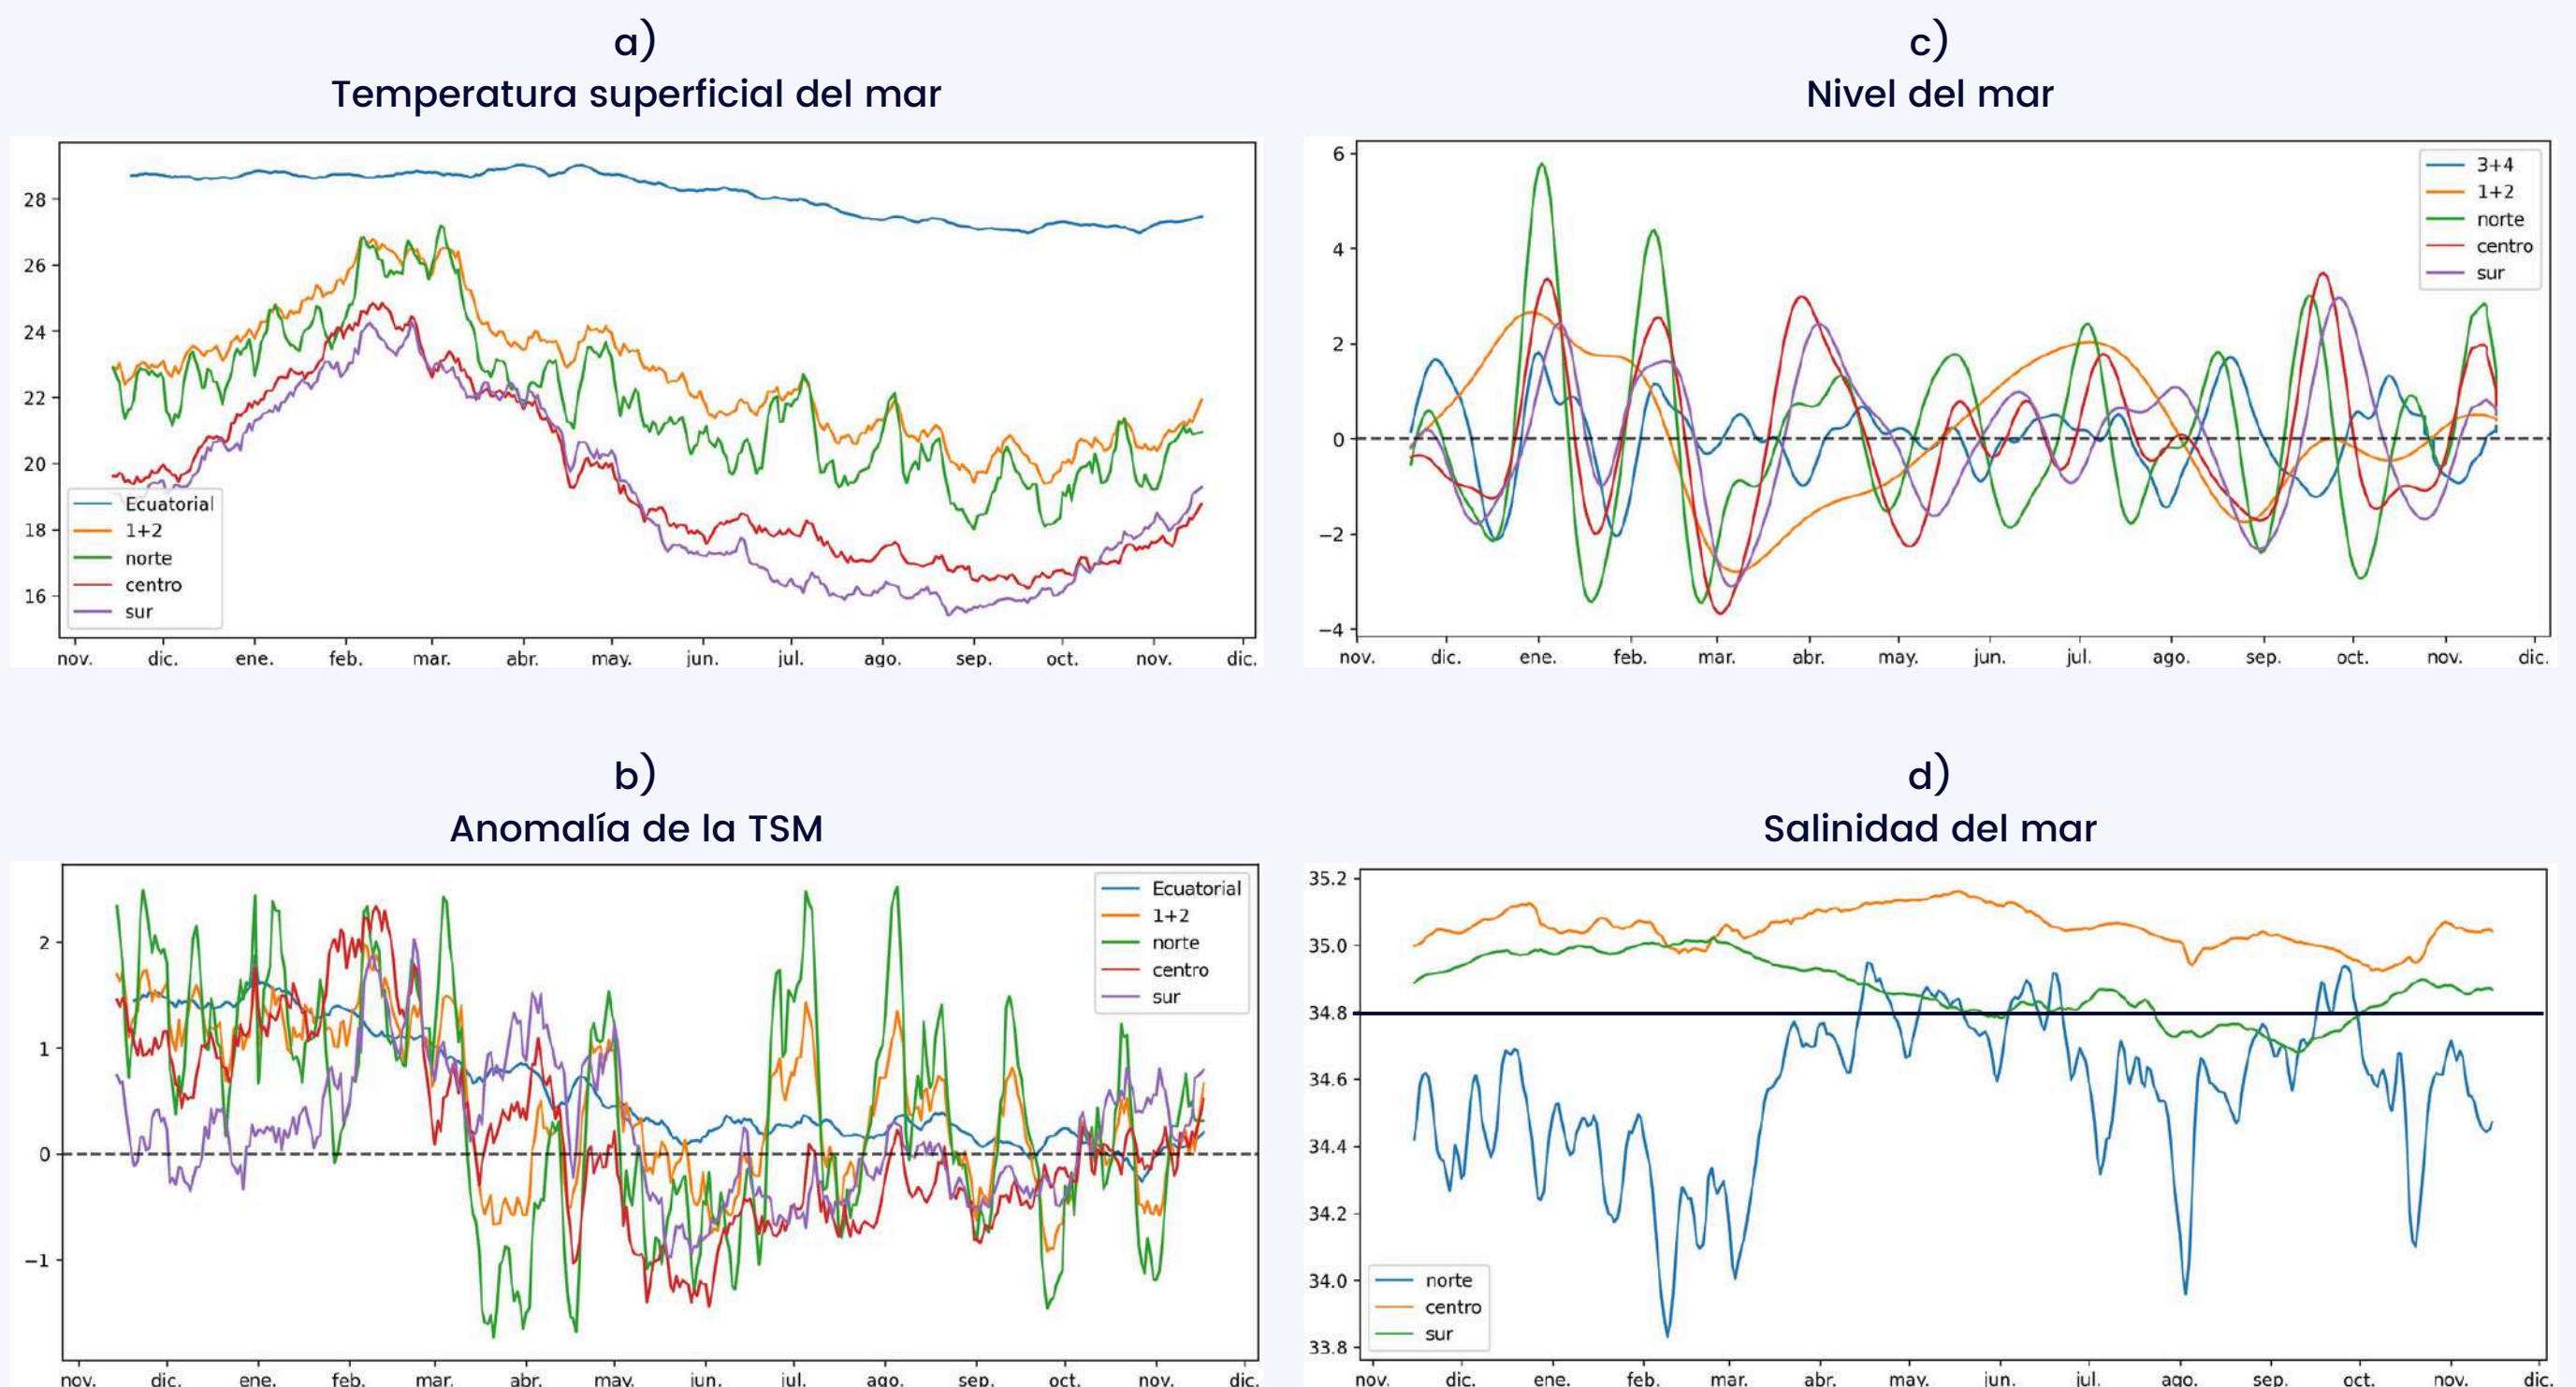 a)
Temperatura superficial del mar
28
26
24
22
20
18
16
Ecuatorial
1+2
norte
centro
sur
nov. dic. ene. feb. mar. abr. may. jun. jul. ago. sep. oct. nov. dic.
c)
Nivel del mar
6
4
2
0
−2
−4
3+4
1+2
norte
centro
sur
nov. dic. ene. feb. mar. abr. may. jun. jul. ago. sep. oct. nov. dic.
b)
Anomalía de la TSM
2
1
0
−1
Ecuatorial
1+2
norte
centro
sur
nov. dic. ene. feb. mar. abr. may. jun. jul. ago. sep. oct. nov. dic.
d)
Salinidad del mar
35.2
35.0
34.8
34.6
34.4
34.2
34.0
33.8
norte
centro
sur
nov. dic. ene. feb. mar. abr. may. jun. jul. ago. sep. oct. nov. dic.